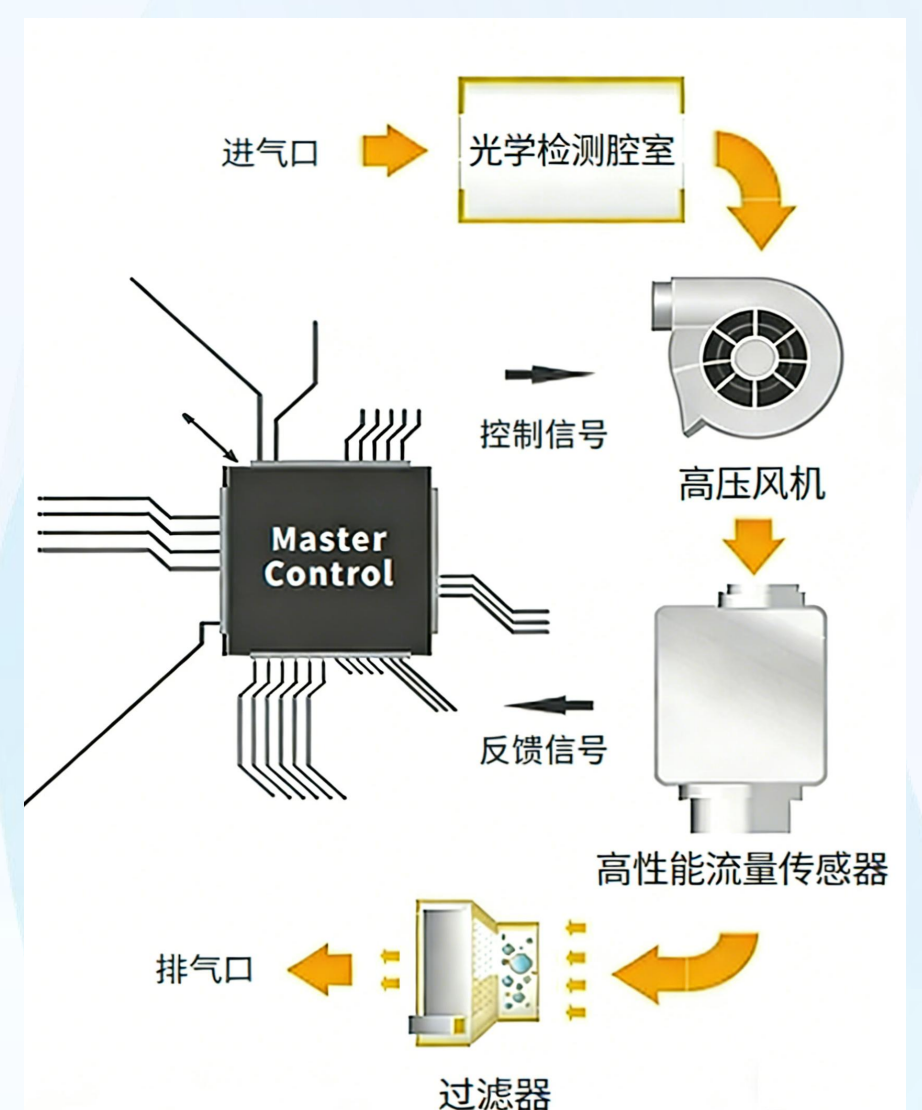 进气口
光学检测腔室
控制信号
高压风机
Master
Control
反馈信号
高性能流量传感器
排气口
过滤器